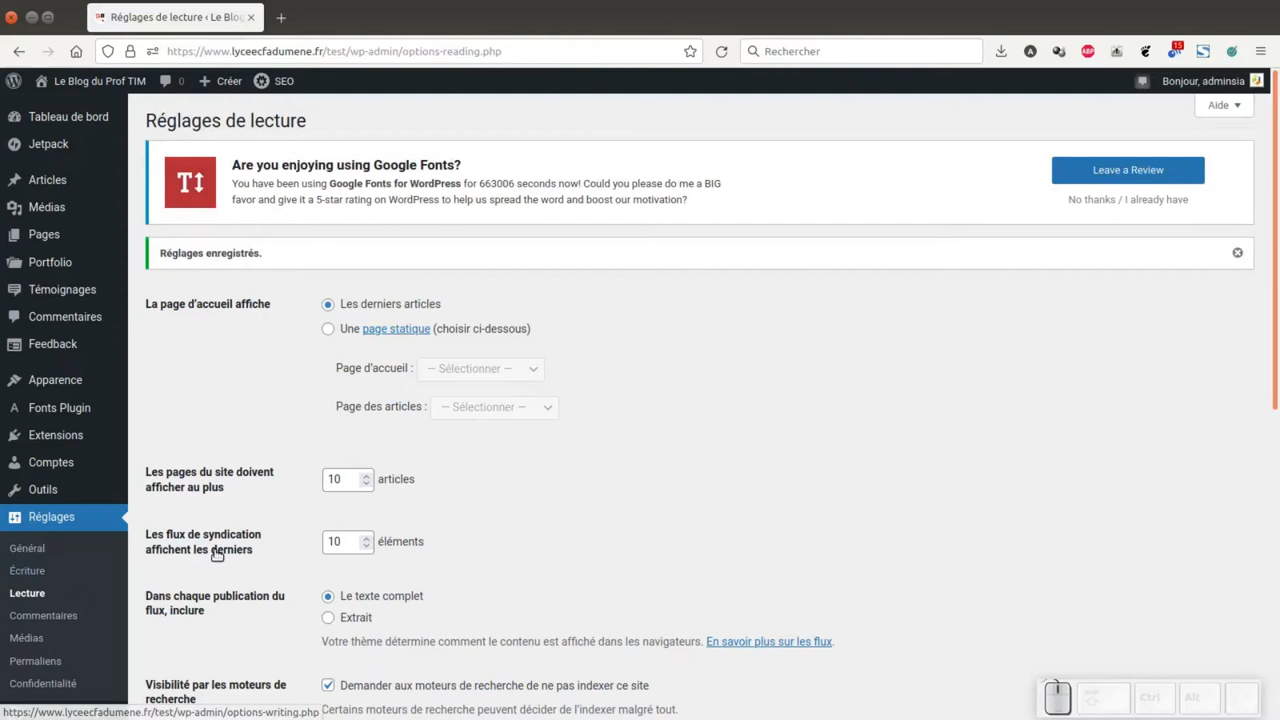 Réglages de lecture ‹ Le Blog
https://www.lyceecfadumene.fr/test/wp-admin/options-reading.php
Rechercher
15
Le Blog du Prof TIM
0
Créer
SEO
Bonjour, adminsia
Tableau de bord
Jetpack
Articles
Médias
Pages
Portfolio
Témoignages
Commentaires
Feedback
Apparence
Fonts Plugin
Extensions
Comptes
Outils
Réglages
Général
Écriture
Lecture
Commentaires
Médias
Permaliens
Confidentialité
Aide
Réglages de lecture
Are you enjoying using Google Fonts?
You have been using Google Fonts for WordPress for 663006 seconds now! Could you please do me a BIG
favor and give it a 5-star rating on WordPress to help us spread the word and boost our motivation?
Leave a Review
No thanks / I already have
Réglages enregistrés.
La page d’accueil affiche
Les derniers articles
Une page statique (choisir ci-dessous)
Page d’accueil :
— Sélectionner —
Page des articles :
— Sélectionner —
Les pages du site doivent
afficher au plus
10
articles
Les flux de syndication
affichent les derniers
10
éléments
Dans chaque publication du
flux, inclure
Le texte complet
Extrait
Votre thème détermine comment le contenu est affiché dans les navigateurs. En savoir plus sur les flux.
Visibilité par les moteurs de
recherche
Demander aux moteurs de recherche de ne pas indexer ce site
Certains moteurs de recherche peuvent décider de l’indexer malgré tout.
https://www.lyceecfadumene.fr/test/wp-admin/options-writing.php
Ctrl
Alt